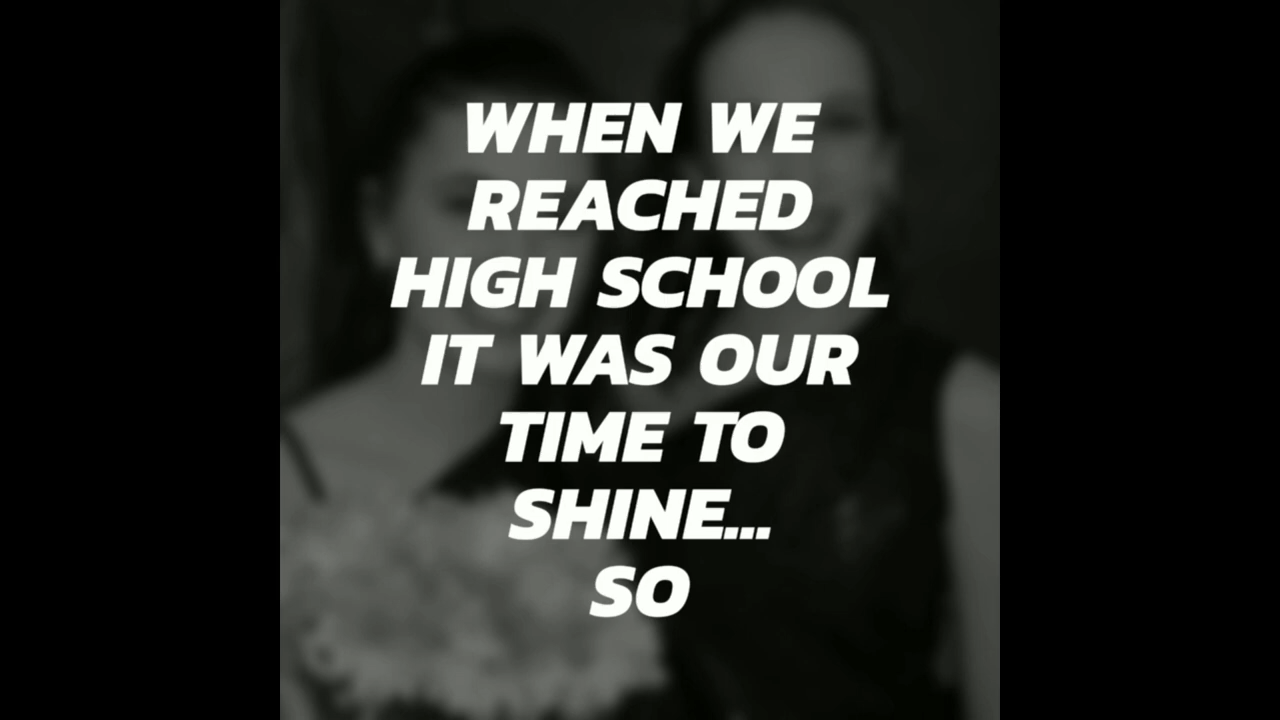 WHEN WE
REACHED
HIGH SCHOOL
IT WAS OUR
TIME TO
SHINE...
SO